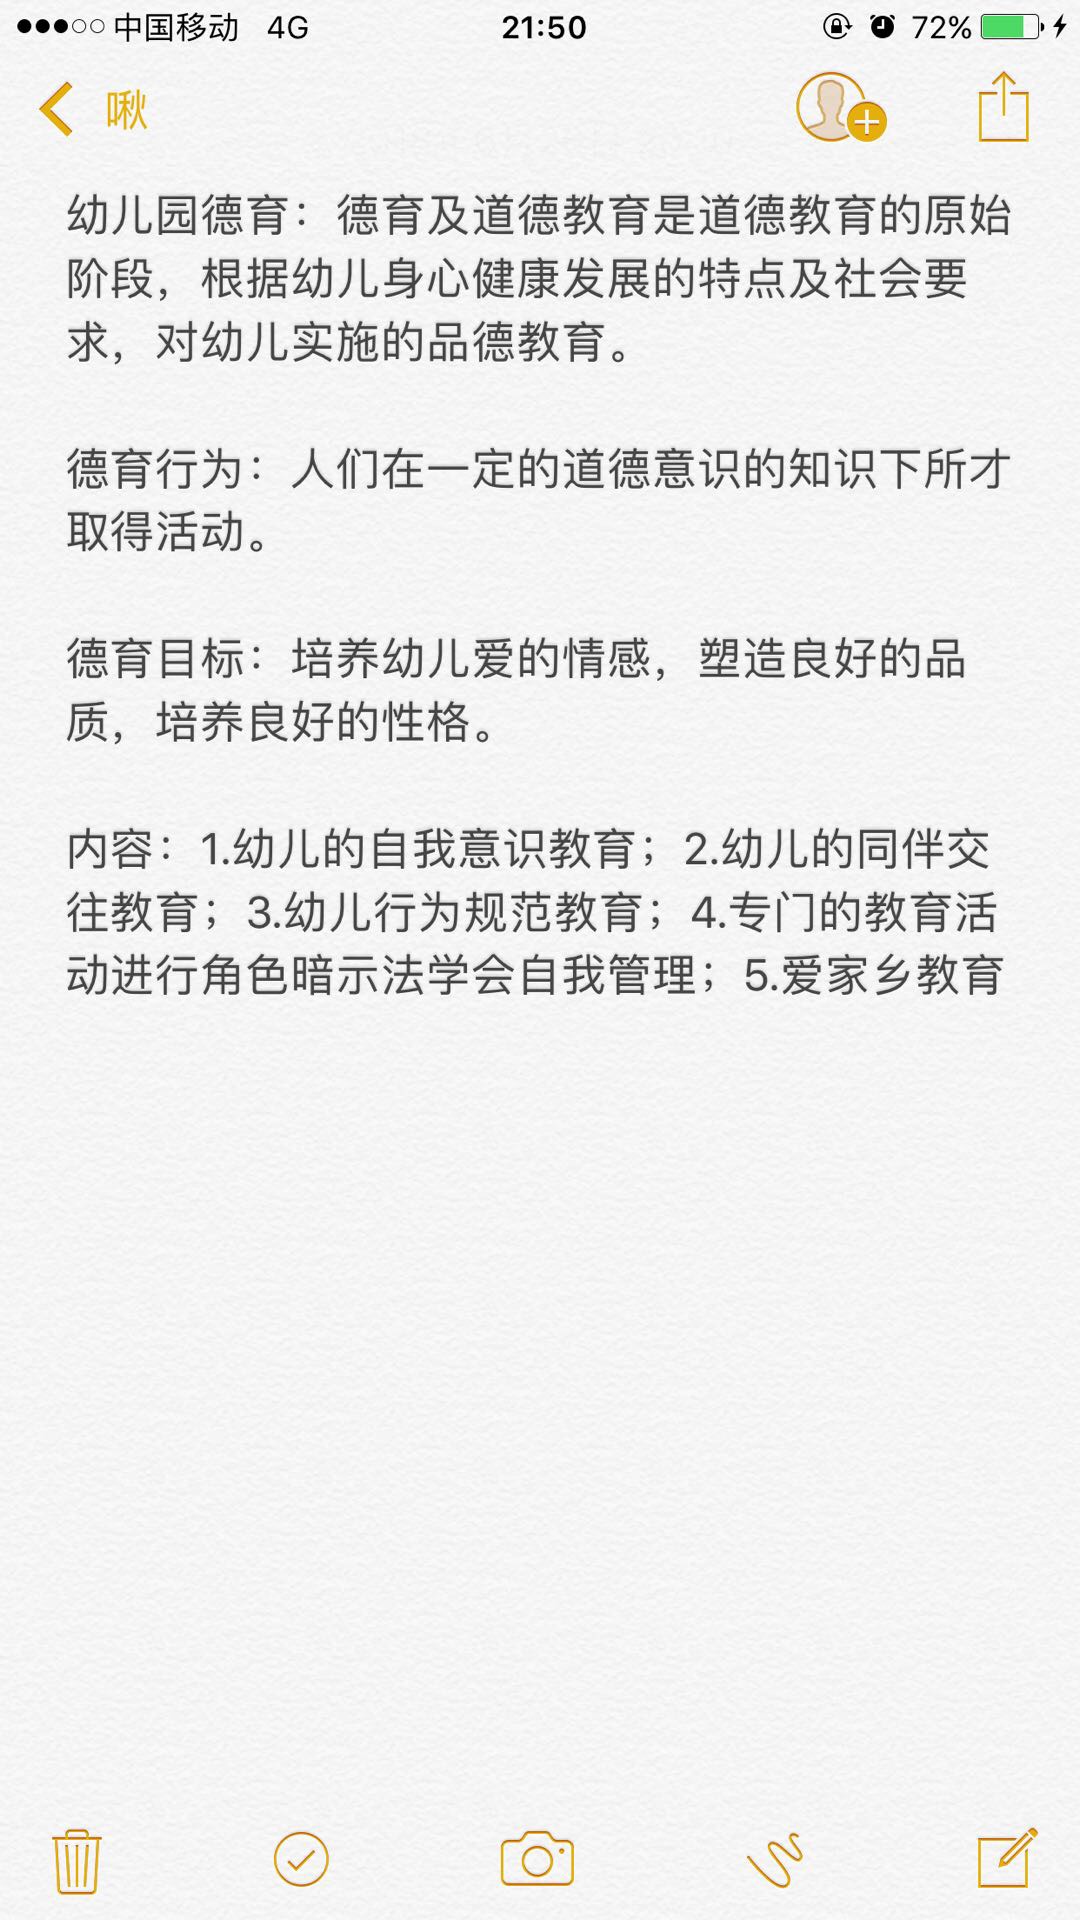 中国移动 4G 21:50 72%
啾
幼儿园德育：德育及道德教育是道德教育的原始
阶段，根据幼儿身心健康发展的特点及社会要
求，对幼儿实施的品德教育。
德育行为：人们在一定的道德意识的知识下所才
取得活动。
德育目标：培养幼儿爱的情感，塑造良好的品
质，培养良好的性格。
内容：1.幼儿的自我意识教育；2.幼儿的同伴交
往教育；3.幼儿行为规范教育；4.专门的教育活
动进行角色暗示法学会自我管理；5.爱家乡教育